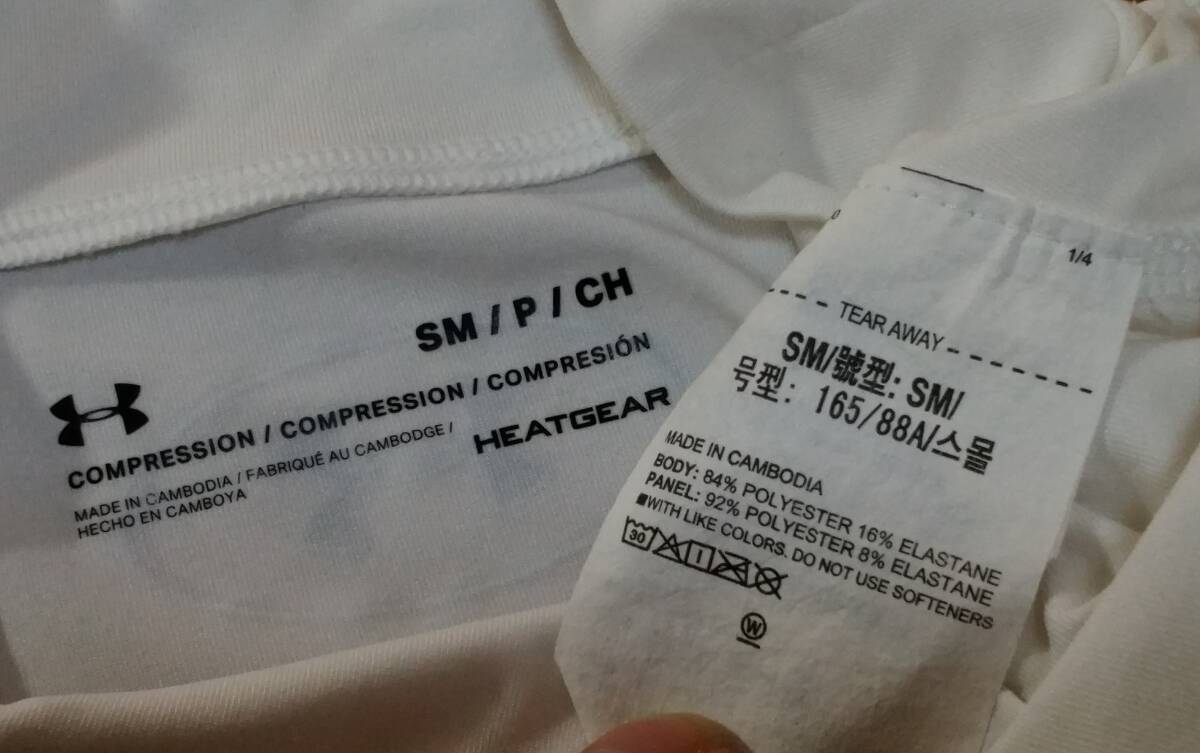 SM / P / CH
COMPRESSION / COMPRESSION / COMPRESIÓN
MADE IN CAMBODIA / FABRIQUÉ AU CAMBODGE /
HECHO EN CAMBOYA
HEATGEAR
1/4
TEAR AWAY
SM/號型: SM/
号型: 165/88A/스몰
MADE IN CAMBODIA
BODY: 84% POLYESTER 16% ELASTANE
PANEL: 92% POLYESTER 8% ELASTANE
■WITH LIKE COLORS. DO NOT USE SOFTENERS
30
W